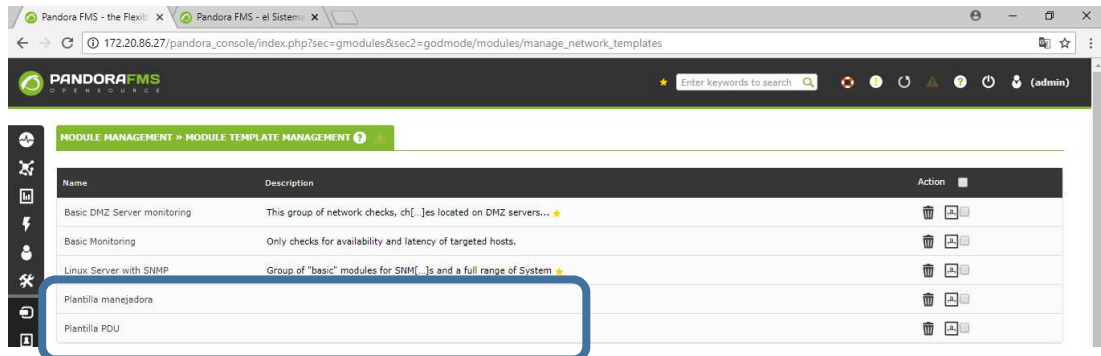 Pandora FMS - the Flexib
Pandora FMS - el Sistema
172.20.86.27/pandora_console/index.php?sec=gmodules&sec2=godmode/modules/manage_network_templates
PANDORAFMS
OPENSOURCE
Enter keywords to search
(admin)
MODULE MANAGEMENT » MODULE TEMPLATE MANAGEMENT
Name Description Action
Basic DMZ Server monitoring This group of network checks, ch[...]es located on DMZ servers...
Basic Monitoring Only checks for availability and latency of targeted hosts.
Linux Server with SNMP Group of "basic" modules for SNM[...]s and a full range of System
Plantilla manejadora
Plantilla PDU